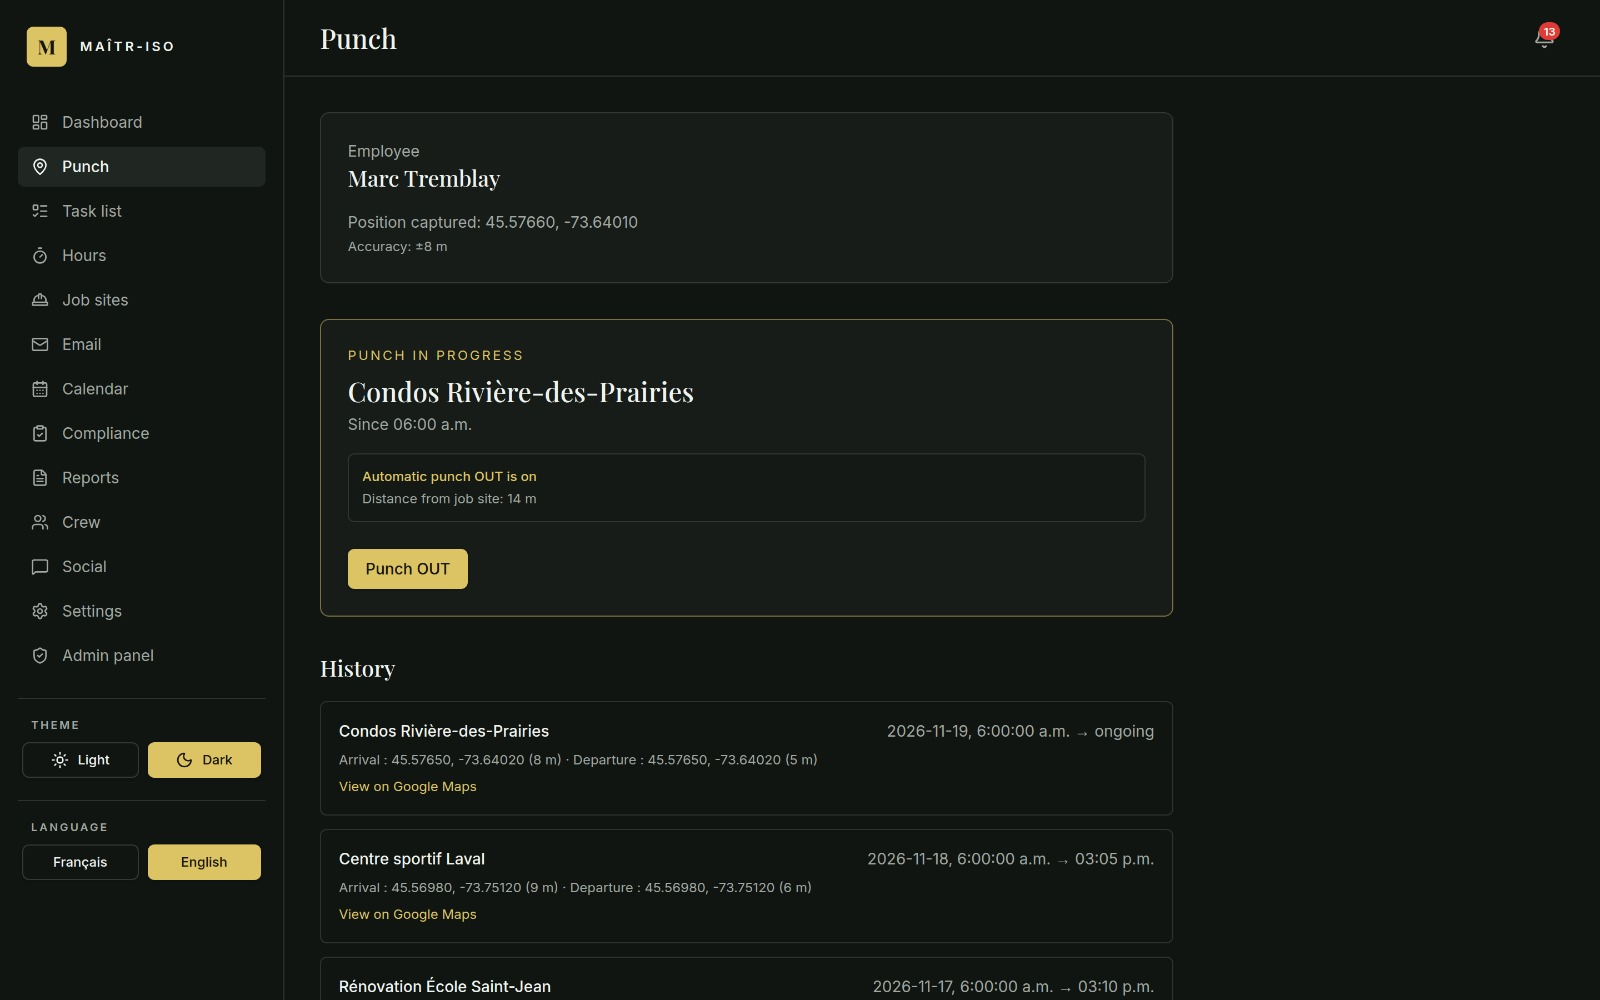 M
MAÎTR-ISO
Dashboard
Punch
Task list
Hours
Job sites
Email
Calendar
Compliance
Reports
Crew
Social
Settings
Admin panel
THEME
Light Dark
LANGUAGE
Français English
Punch
13
Employee
Marc Tremblay
Position captured: 45.57660, -73.64010
Accuracy: ±8 m
PUNCH IN PROGRESS
Condos Rivière-des-Prairies
Since 06:00 a.m.
Automatic punch OUT is on
Distance from job site: 14 m
Punch OUT
History
Condos Rivière-des-Prairies 2026-11-19, 6:00:00 a.m. → ongoing
Arrival : 45.57650, -73.64020 (8 m) · Departure : 45.57650, -73.64020 (5 m)
View on Google Maps
Centre sportif Laval 2026-11-18, 6:00:00 a.m. → 03:05 p.m.
Arrival : 45.56980, -73.75120 (9 m) · Departure : 45.56980, -73.75120 (6 m)
View on Google Maps
Rénovation École Saint-Jean 2026-11-17, 6:00:00 a.m. → 03:10 p.m.